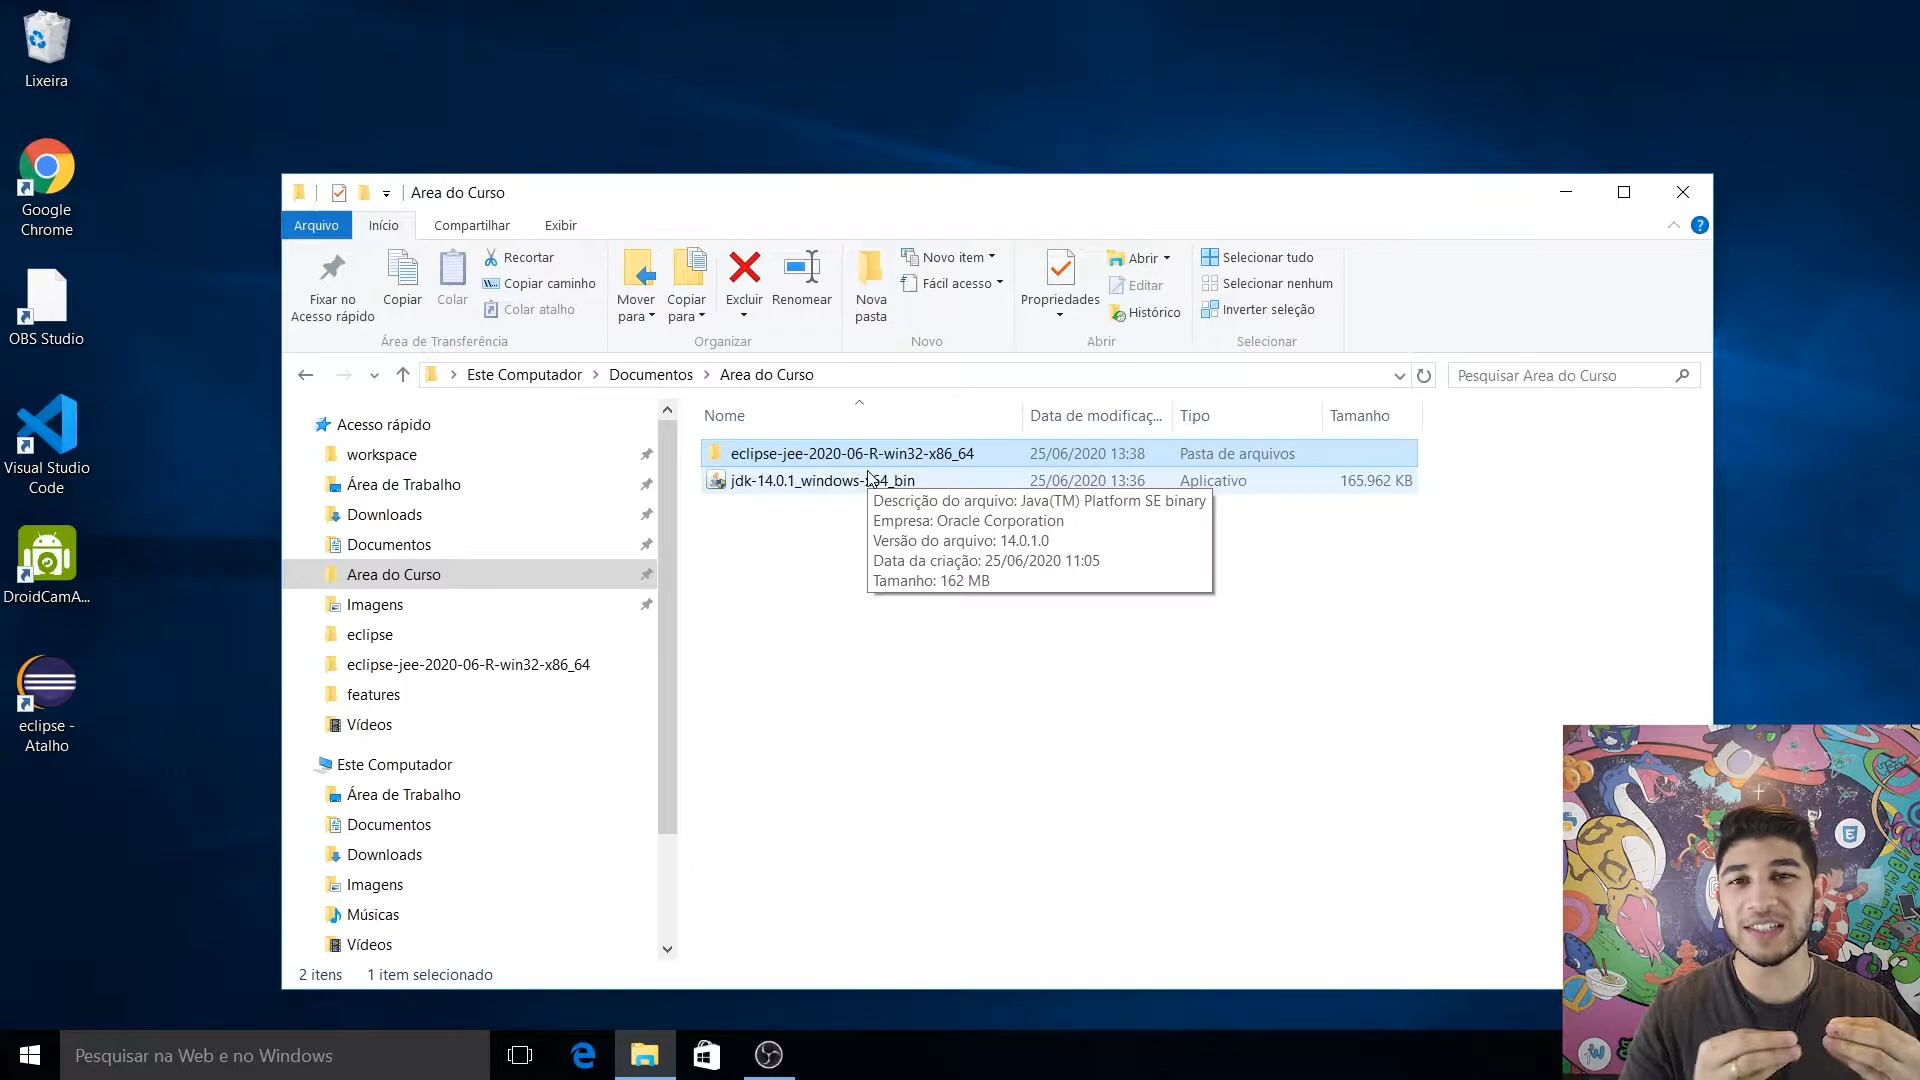 Lixeira
Google
Chrome
OBS Studio
Visual Studio
Code
DroidCamA...
eclipse -
Atalho
Area do Curso
Arquivo
Início
Compartilhar
Exibir
Fixar no
Acesso rápido
Copiar
Colar
Recortar
Copiar caminho
Colar atalho
Área de Transferência
Mover
para
Copiar
para
Excluir
Renomear
Organizar
Nova
pasta
Novo item
Fácil acesso
Novo
Propriedades
Abrir
Editar
Histórico
Abrir
Selecionar tudo
Selecionar nenhum
Inverter seleção
Selecionar
Este Computador > Documentos > Area do Curso
Pesquisar Area do Curso
Acesso rápido
workspace
Área de Trabalho
Downloads
Documentos
Area do Curso
Imagens
eclipse
eclipse-jee-2020-06-R-win32-x86_64
features
Vídeos
Este Computador
Área de Trabalho
Documentos
Downloads
Imagens
Músicas
Vídeos
Nome Data de modificaç... Tipo Tamanho
eclipse-jee-2020-06-R-win32-x86_64 25/06/2020 13:38 Pasta de arquivos
jdk-14.0.1_windows-x64_bin 25/06/2020 13:36 Aplicativo 165.962 KB
Descrição do arquivo: Java(TM) Platform SE binary
Empresa: Oracle Corporation
Versão do arquivo: 14.0.1.0
Data da criação: 25/06/2020 11:05
Tamanho: 162 MB
2 itens 1 item selecionado
Pesquisar na Web e no Windows